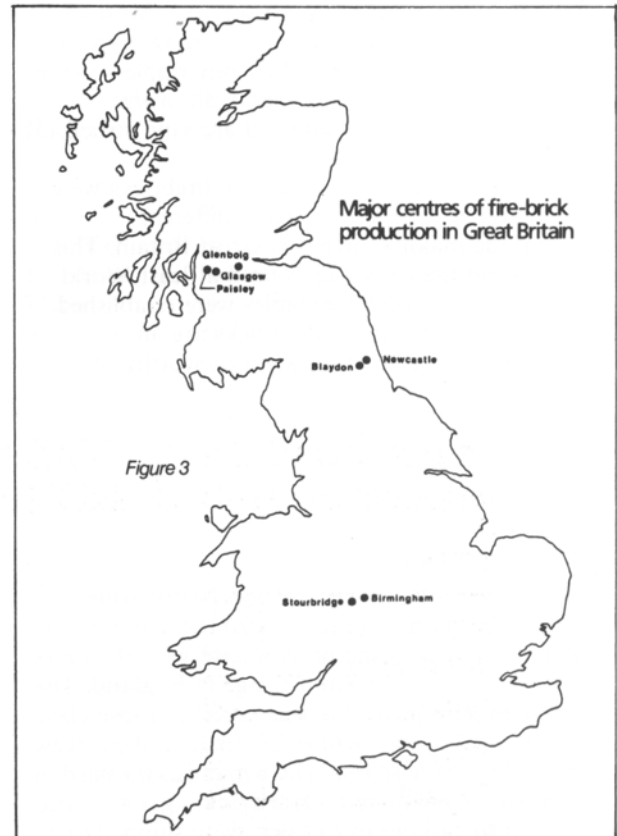 Major centres of fire-brick
production in Great Britain
Glenboig
Glasgow
Paisley
Newcastle
Blaydon
Figure 3
Stourbridge
Birmingham